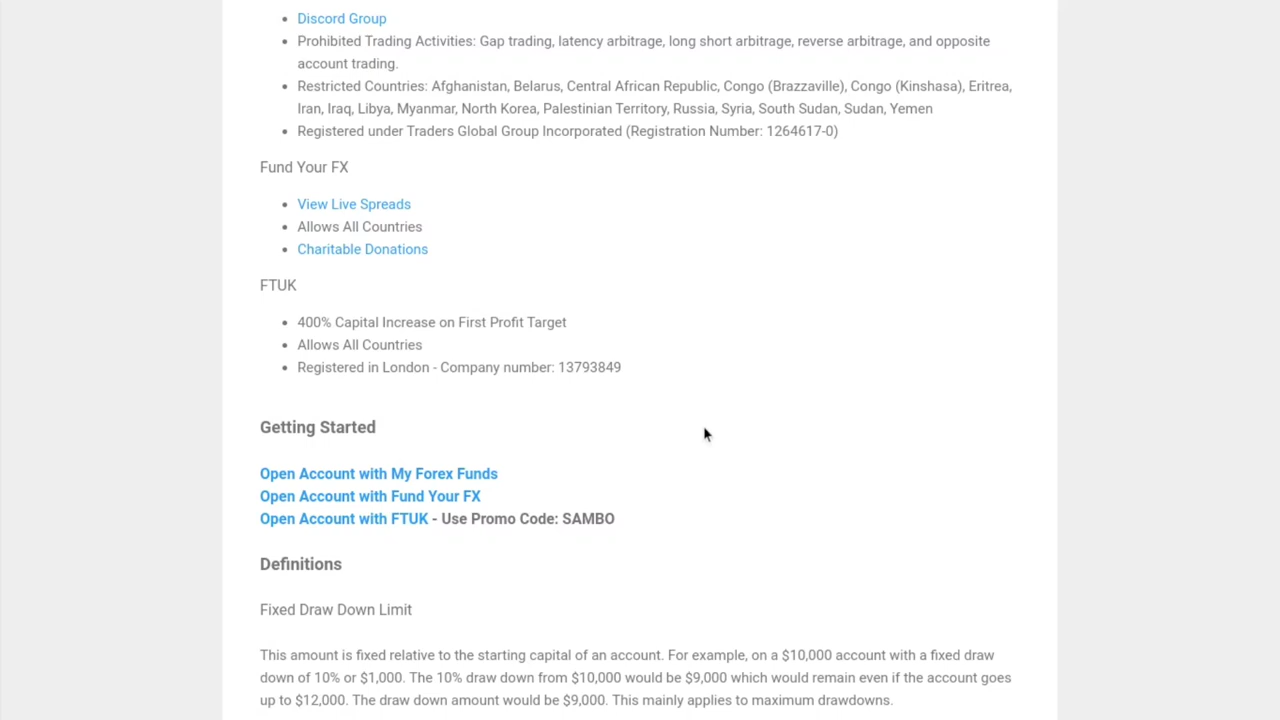 Discord Group
Prohibited Trading Activities: Gap trading, latency arbitrage, long short arbitrage, reverse arbitrage, and opposite
account trading.
Restricted Countries: Afghanistan, Belarus, Central African Republic, Congo (Brazzaville), Congo (Kinshasa), Eritrea,
Iran, Iraq, Libya, Myanmar, North Korea, Palestinian Territory, Russia, Syria, South Sudan, Sudan, Yemen
Registered under Traders Global Group Incorporated (Registration Number: 1264617-0)
Fund Your FX
View Live Spreads
Allows All Countries
Charitable Donations
FTUK
400% Capital Increase on First Profit Target
Allows All Countries
Registered in London - Company number: 13793849
Getting Started
Open Account with My Forex Funds
Open Account with Fund Your FX
Open Account with FTUK - Use Promo Code: SAMBO
Definitions
Fixed Draw Down Limit
This amount is fixed relative to the starting capital of an account. For example, on a $10,000 account with a fixed draw
down of 10% or $1,000. The 10% draw down from $10,000 would be $9,000 which would remain even if the account goes
up to $12,000. The draw down amount would be $9,000. This mainly applies to maximum drawdowns.